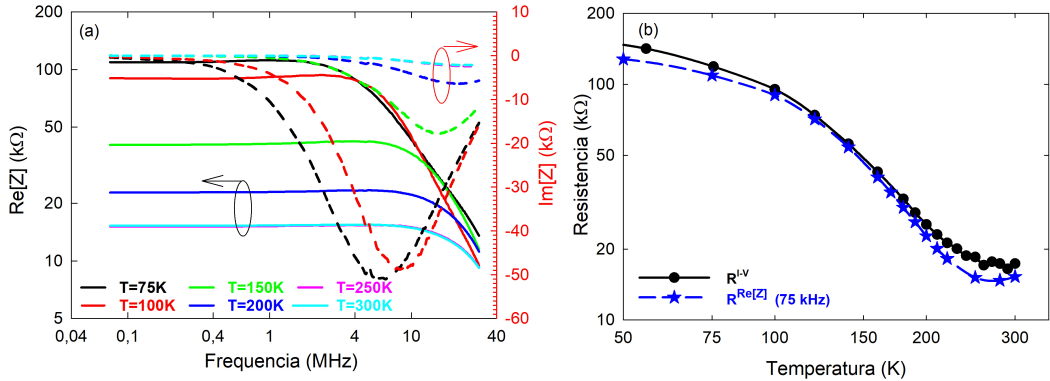 (a)
200
100
50
20
10
5
Re[Z] (kΩ)
10
0
-10
-20
-30
-40
-50
-60
Im[Z] (kΩ)
T=75K
T=150K
T=250K
T=100K
T=200K
T=300K
0,04
0,1
0,4
1
4
10
40
Frequencia (MHz)
(b)
200
100
50
20
10
Resistencia (kΩ)
R^I-V
R^Re[Z] (75 kHz)
50
75
100
150
200
300
Temperatura (K)